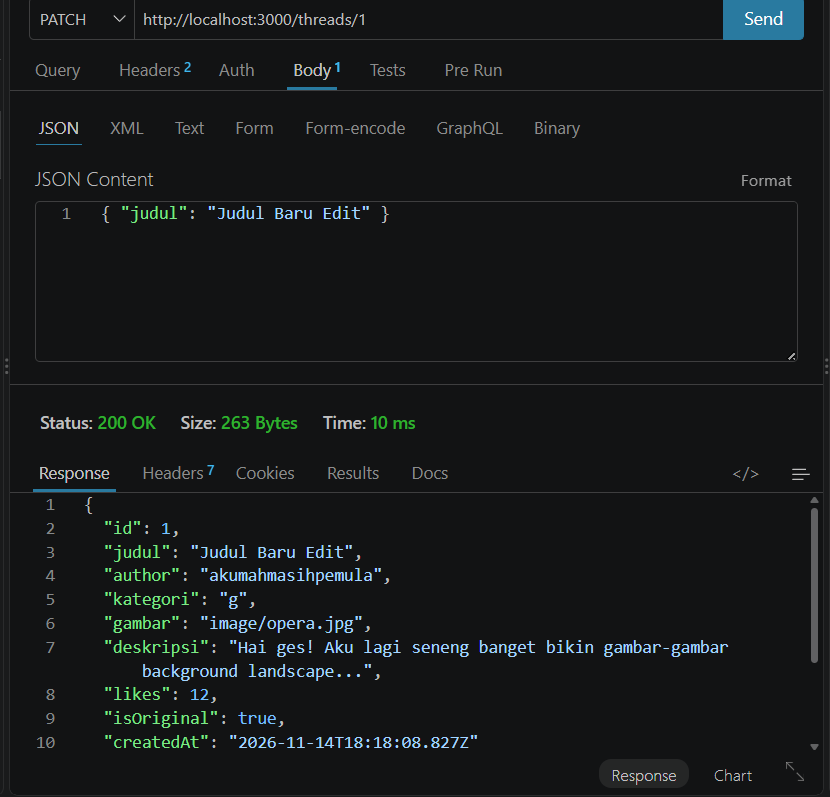 PATCH http://localhost:3000/threads/1 Send
Query Headers 2 Auth Body 1 Tests Pre Run
JSON XML Text Form Form-encode GraphQL Binary
JSON Content Format
1 { "judul": "Judul Baru Edit" }
Status: 200 OK Size: 263 Bytes Time: 10 ms
Response Headers 7 Cookies Results Docs </>
1 {
2 "id": 1,
3 "judul": "Judul Baru Edit",
4 "author": "akumahmasihpemula",
5 "kategori": "g",
6 "gambar": "image/opera.jpg",
7 "deskripsi": "Hai ges! Aku lagi seneng banget bikin gambar-gambar
background landscape...",
8 "likes": 12,
9 "isOriginal": true,
10 "createdAt": "2026-11-14T18:18:08.827Z"
Response Chart